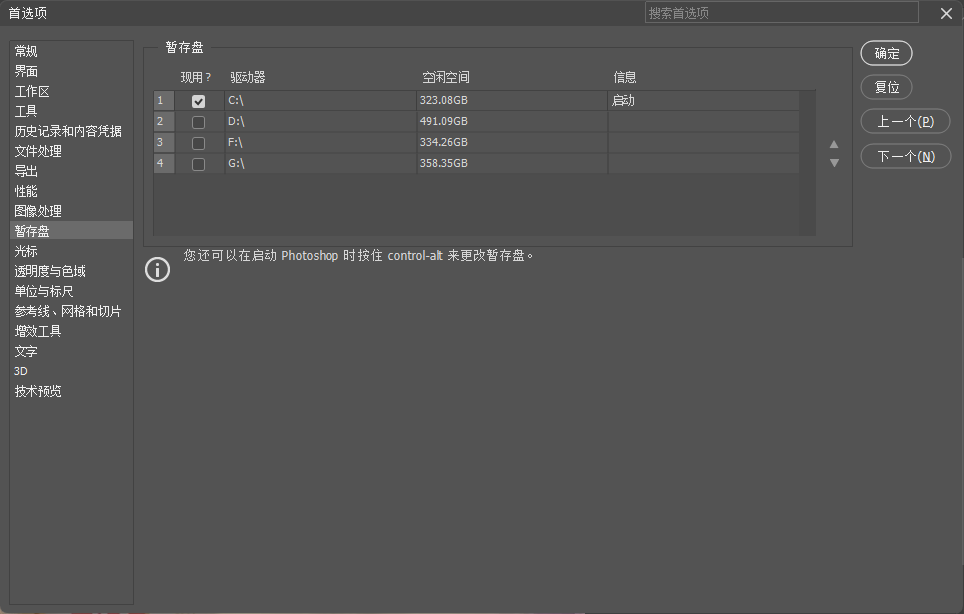 首选项
搜索首选项
常规
界面
工作区
工具
历史记录和内容凭据
文件处理
导出
性能
图像处理
暂存盘
光标
透明度与色域
单位与标尺
参考线、网格和切片
增效工具
文字
3D
技术预览
暂存盘
现用? 驱动器 空闲空间 信息
1 C:\ 323.08GB 启动
2 D:\ 491.09GB
3 F:\ 334.26GB
4 G:\ 358.35GB
您还可以在启动 Photoshop 时按住 control-alt 来更改暂存盘。
确定
复位
上一个(P)
下一个(N)